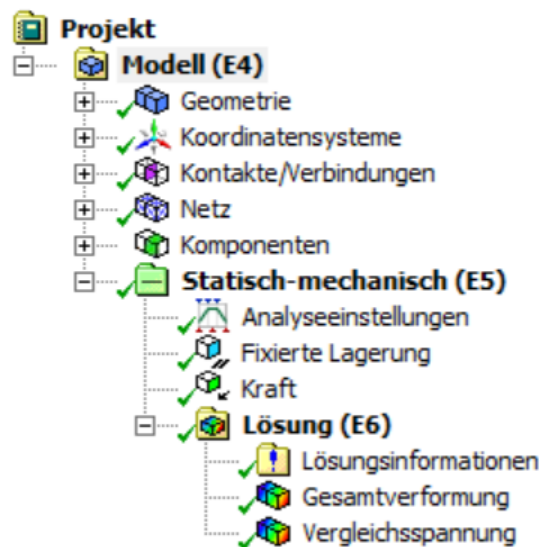 Projekt
Modell (E4)
Geometrie
Koordinatensysteme
Kontakte/Verbindungen
Netz
Komponenten
Statisch-mechanisch (E5)
Analyseeinstellungen
Fixierte Lagerung
Kraft
Lösung (E6)
Lösungsinformationen
Gesamtverformung
Vergleichsspannung